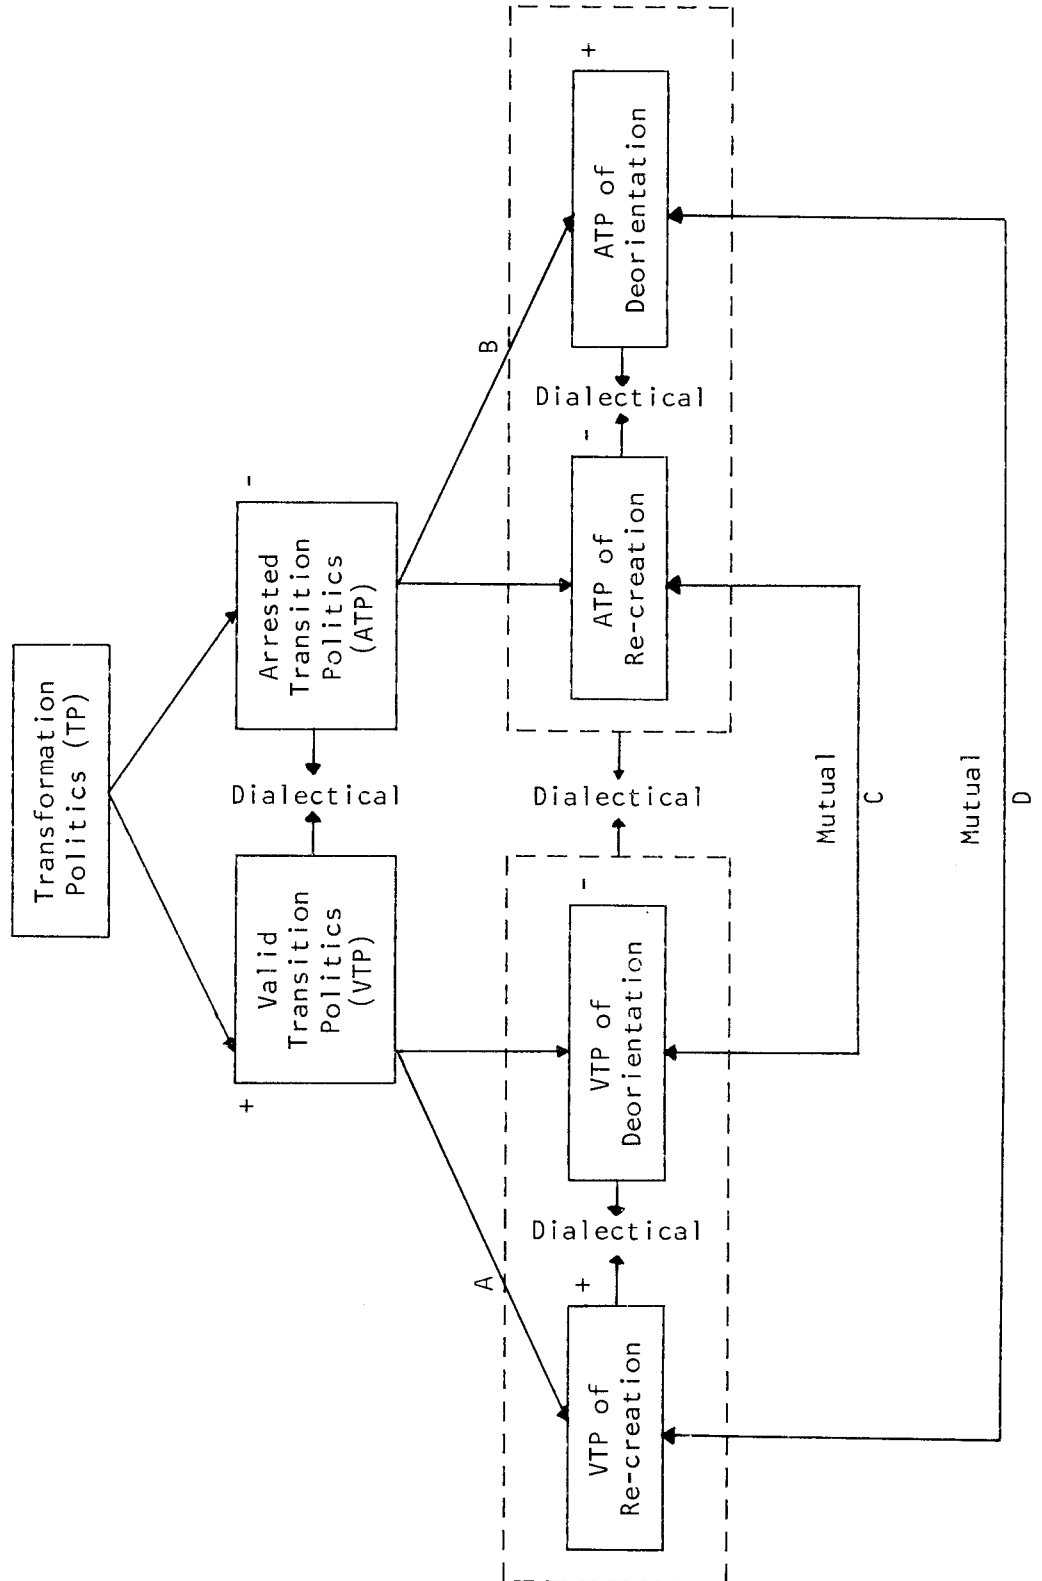 Transformation
Politics (TP)
+
Valid
Transition
Politics
(VTP)
Dialectical
-
Arrested
Transition
Politics
(ATP)
A
B
VTP of
Re-creation
+
Dialectical
VTP of
Deorientation
-
Dialectical
ATP of
Re-creation
-
Dialectical
ATP of
Deorientation
+
Mutual
C
Mutual
D